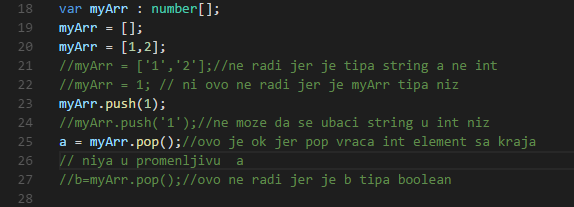 18 var myArr : number[];
19 myArr = [];
20 myArr = [1,2];
21 //myArr = ['1','2'];//ne radi jer je tipa string a ne int
22 //myArr = 1; // ni ovo ne radi jer je myArr tipa niz
23 myArr.push(1);
24 //myArr.push('1');//ne moze da se ubaci string u int niz
25 a = myArr.pop();//ovo je ok jer pop vraca int element sa kraja
26 // niya u promenljivu  a
27 //b=myArr.pop();//ovo ne radi jer je b tipa boolean
28